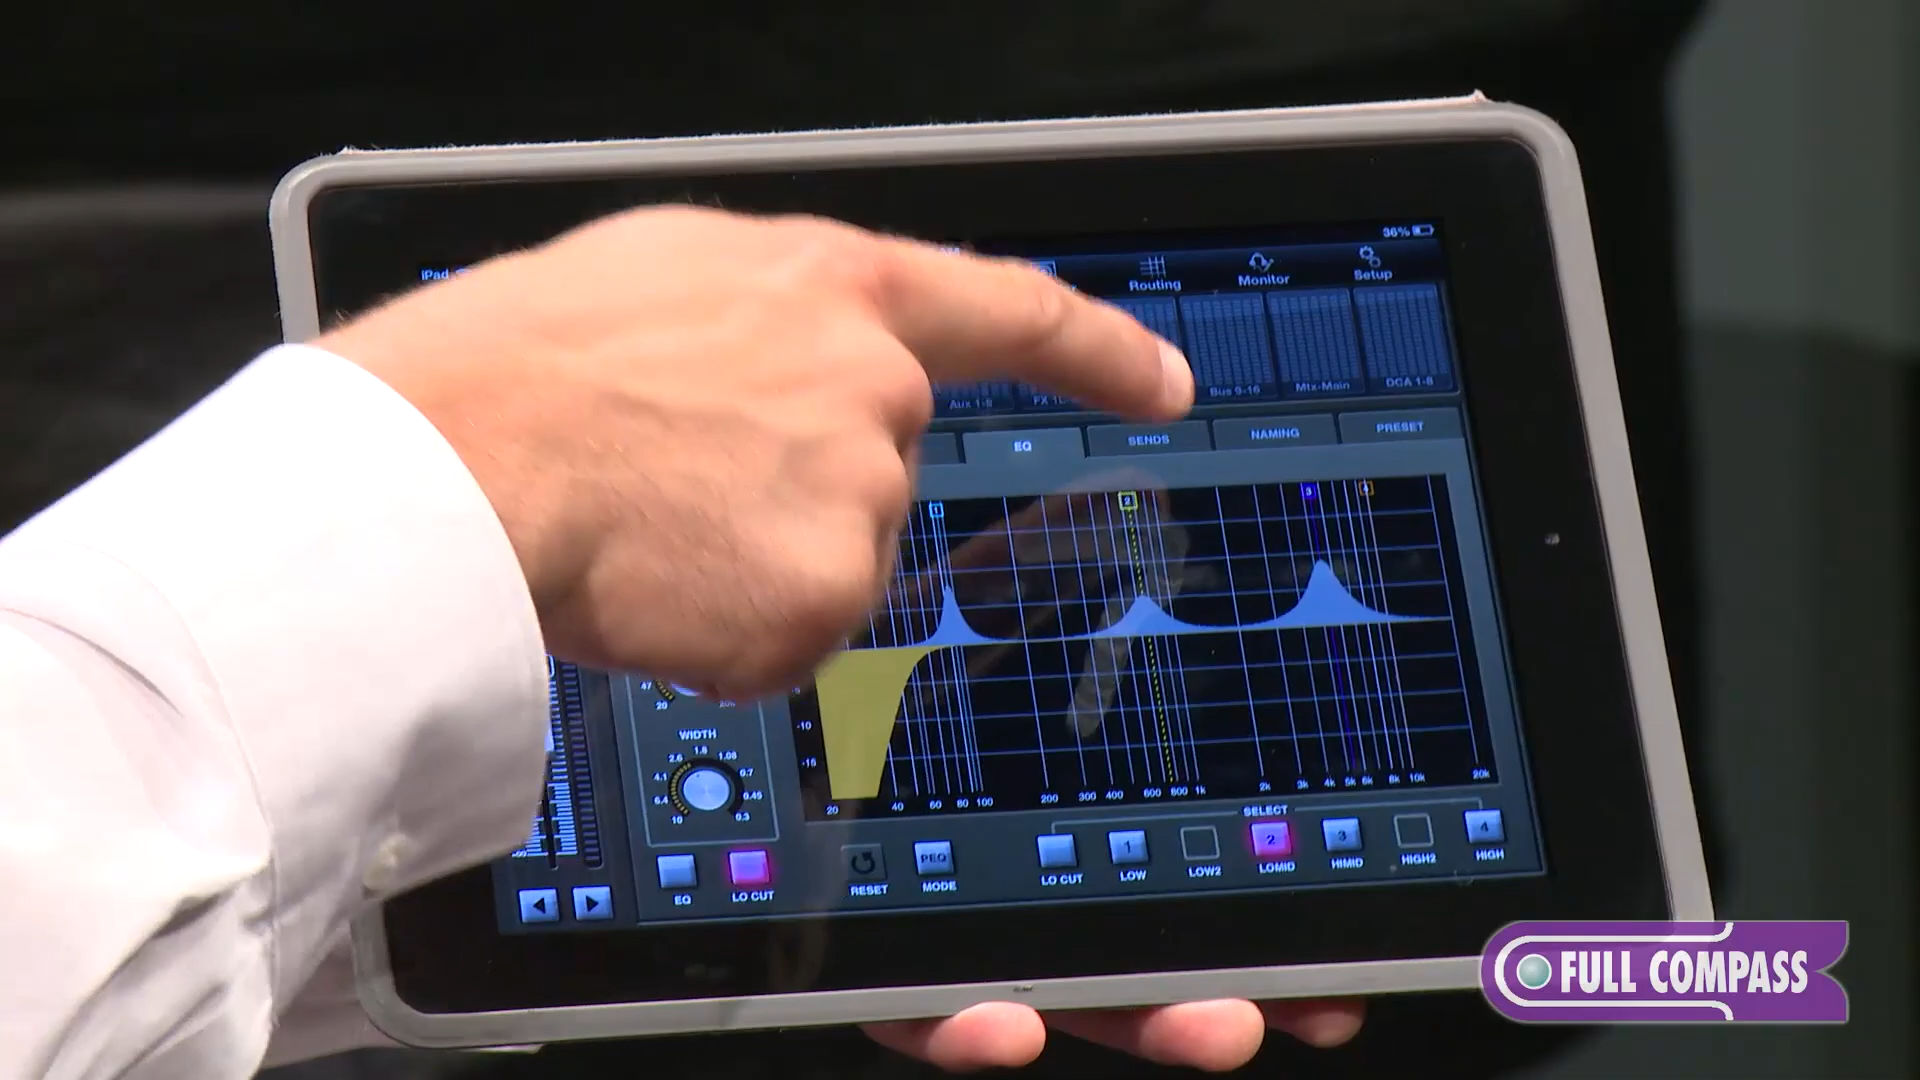 36%
iPad
Routing
Monitor
Setup
Aux 1-8
Bus 9-16
Mtx-Main
DCA 1-8
EQ
SENDS
NAMING
PRESET
1
2
3
4
47
20
20k
WIDTH
1.8
2.6
1.08
4.1
0.7
6.4
0.45
10
0.3
-10
-15
20 40 60 80 100 200 300 400 600 800 1k 2k 3k 4k 5k 6k 8k 10k 20k
SELECT
EQ
LO CUT
RESET
PEQ
MODE
LO CUT
1
LOW
LOW2
2
LOMID
3
HIMID
HIGH2
4
HIGH
FULL COMPASS